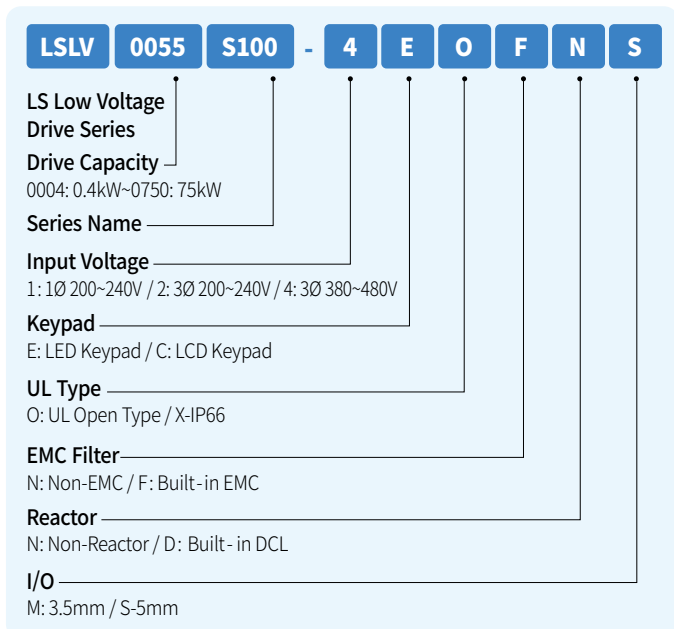 LSLV 0055 S100 - 4 E O F N S
LS Low Voltage
Drive Series
Drive Capacity
0004: 0.4kW~0750: 75kW
Series Name
Input Voltage
1: 1Ø 200~240V / 2: 3Ø 200~240V / 4: 3Ø 380~480V
Keypad
E: LED Keypad / C: LCD Keypad
UL Type
O: UL Open Type / X-IP66
EMC Filter
N: Non-EMC / F: Built-in EMC
Reactor
N: Non-Reactor / D: Built- in DCL
I/O
M: 3.5mm / S-5mm